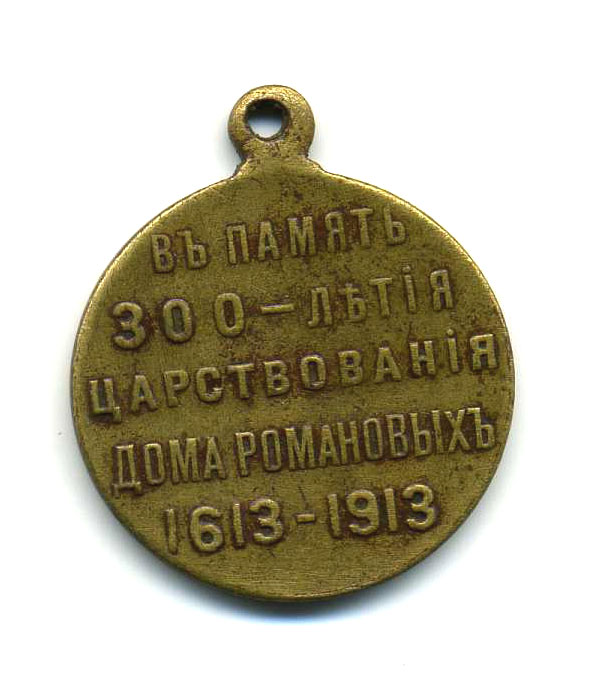 ВЪ ПАМЯТЬ
300 – ЛѢТІЯ
ЦАРСТВОВАНІЯ
ДОМА РОМАНОВЫХЪ
1613-1913